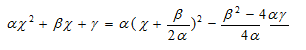 αχ² + βχ + γ = α(χ + β/2α)² - (β² - 4αγ)/4α